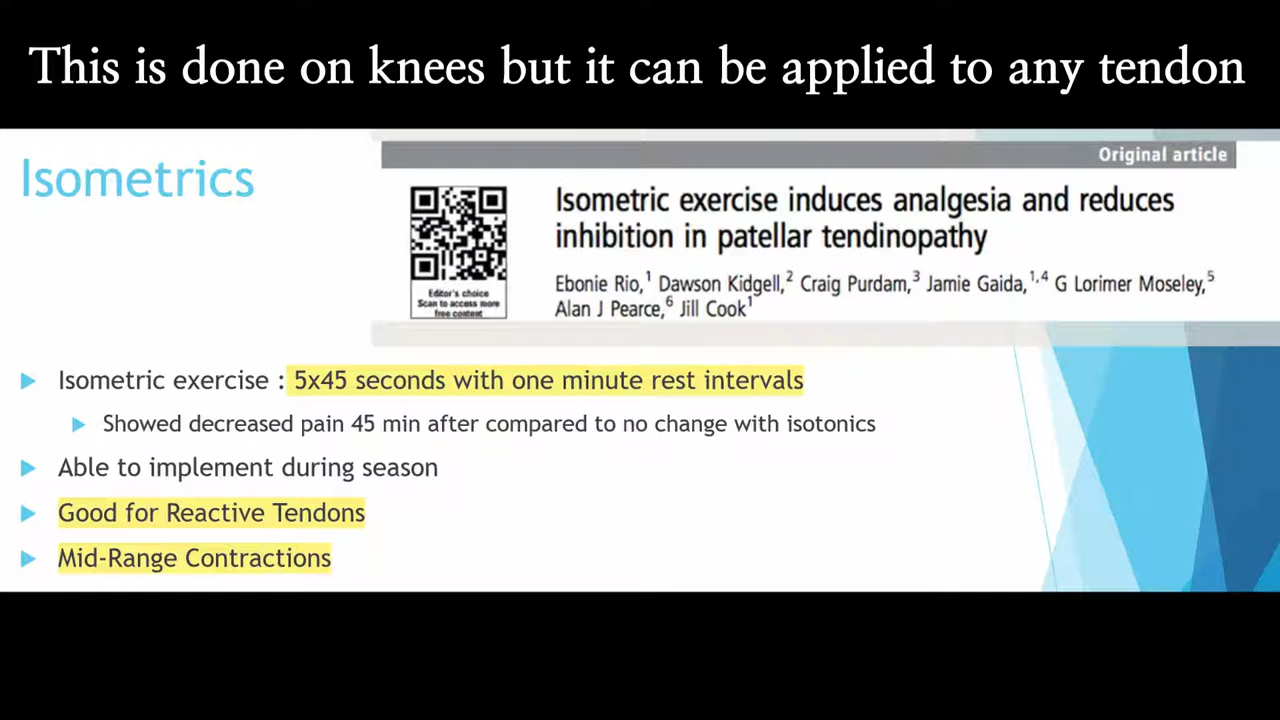 This is done on knees but it can be applied to any tendon
Isometrics
Original article
Isometric exercise induces analgesia and reduces
inhibition in patellar tendinopathy
Editor's choice
Scan to access more
free content
Ebonie Rio,1 Dawson Kidgell,2 Craig Purdam,3 Jamie Gaida,1,4 G Lorimer Moseley,5
Alan J Pearce,6 Jill Cook1
Isometric exercise : 5x45 seconds with one minute rest intervals
Showed decreased pain 45 min after compared to no change with isotonics
Able to implement during season
Good for Reactive Tendons
Mid-Range Contractions